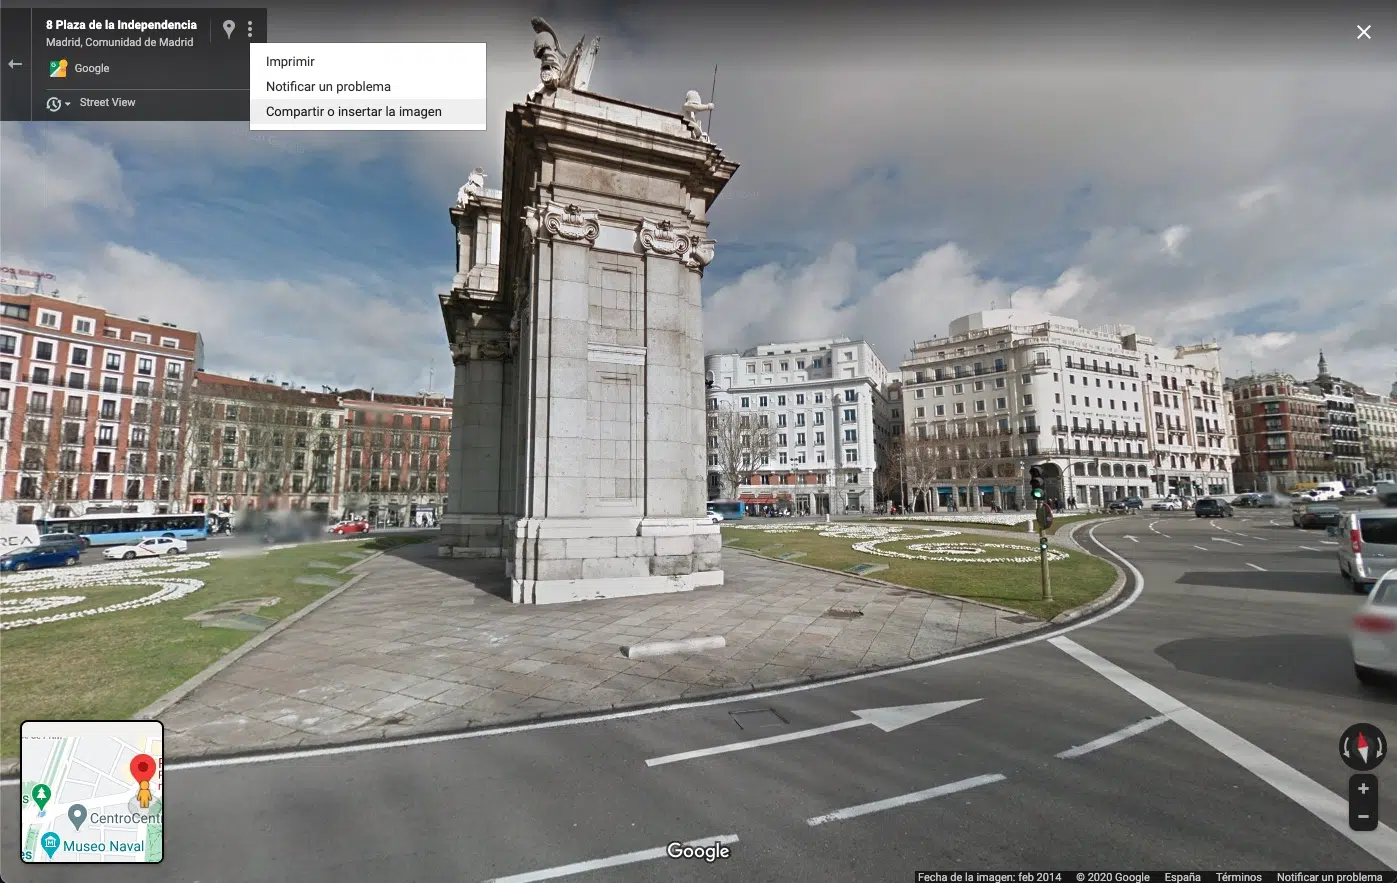 8 Plaza de la Independencia
Madrid, Comunidad de Madrid
Google
Street View
Imprimir
Notificar un problema
Compartir o insertar la imagen
REA
CentroCent
Museo Naval
Google
Fecha de la imagen: feb 2014 © 2020 Google España Términos Notificar un problema